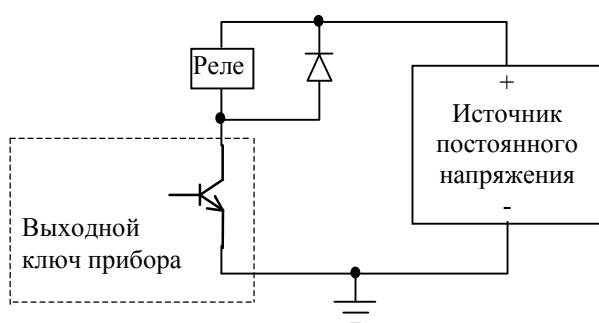 Реле
+
Источник
постоянного
напряжения
-
Выходной
ключ прибора